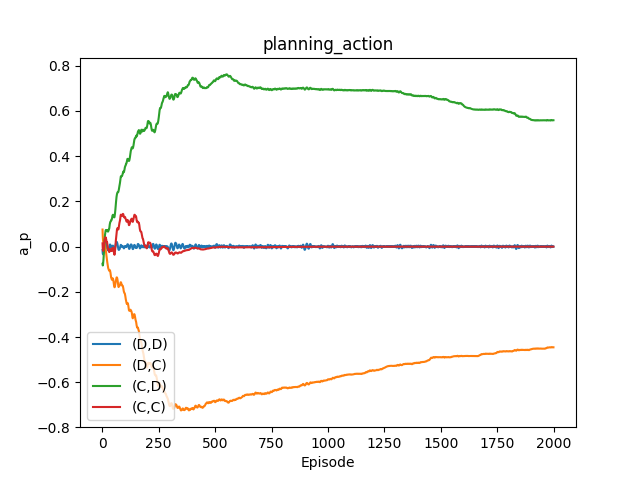 planning_action
0.8
0.6
0.4
0.2
0.0
−0.2
−0.4
−0.6
−0.8
a_p
(D,D)
(D,C)
(C,D)
(C,C)
0 250 500 750 1000 1250 1500 1750 2000
Episode